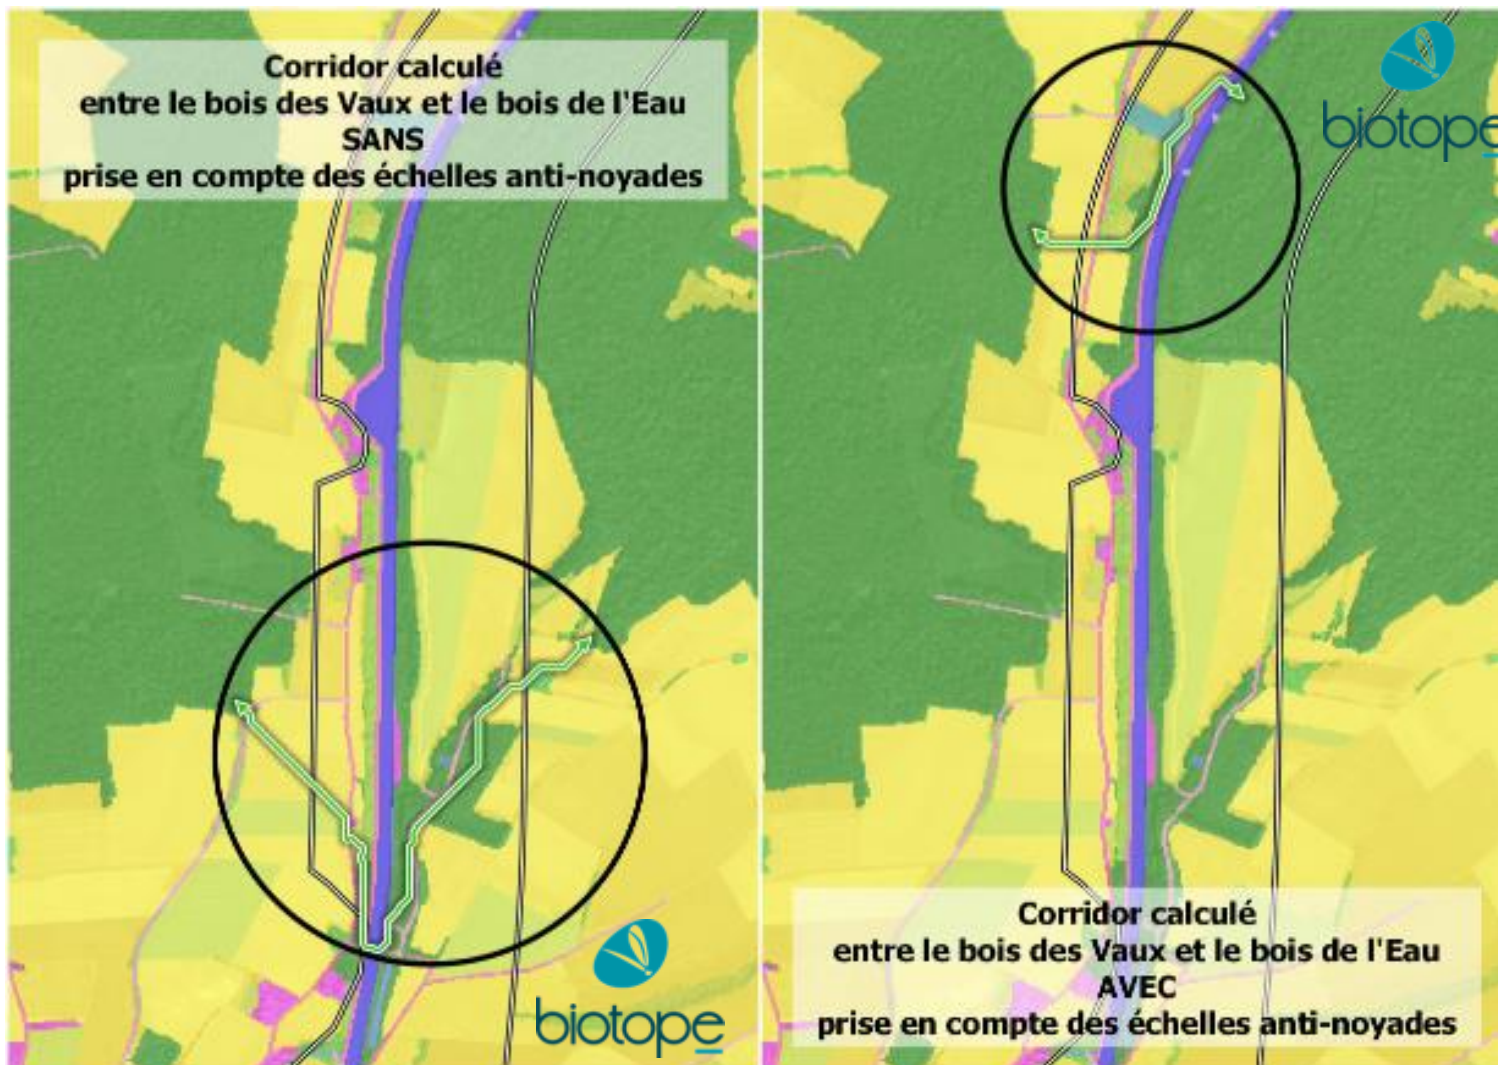 Corridor calculé
entre le bois des Vaux et le bois de l'Eau
SANS
prise en compte des échelles anti-noyades
biotope
biotope
Corridor calculé
entre le bois des Vaux et le bois de l'Eau
AVEC
prise en compte des échelles anti-noyades